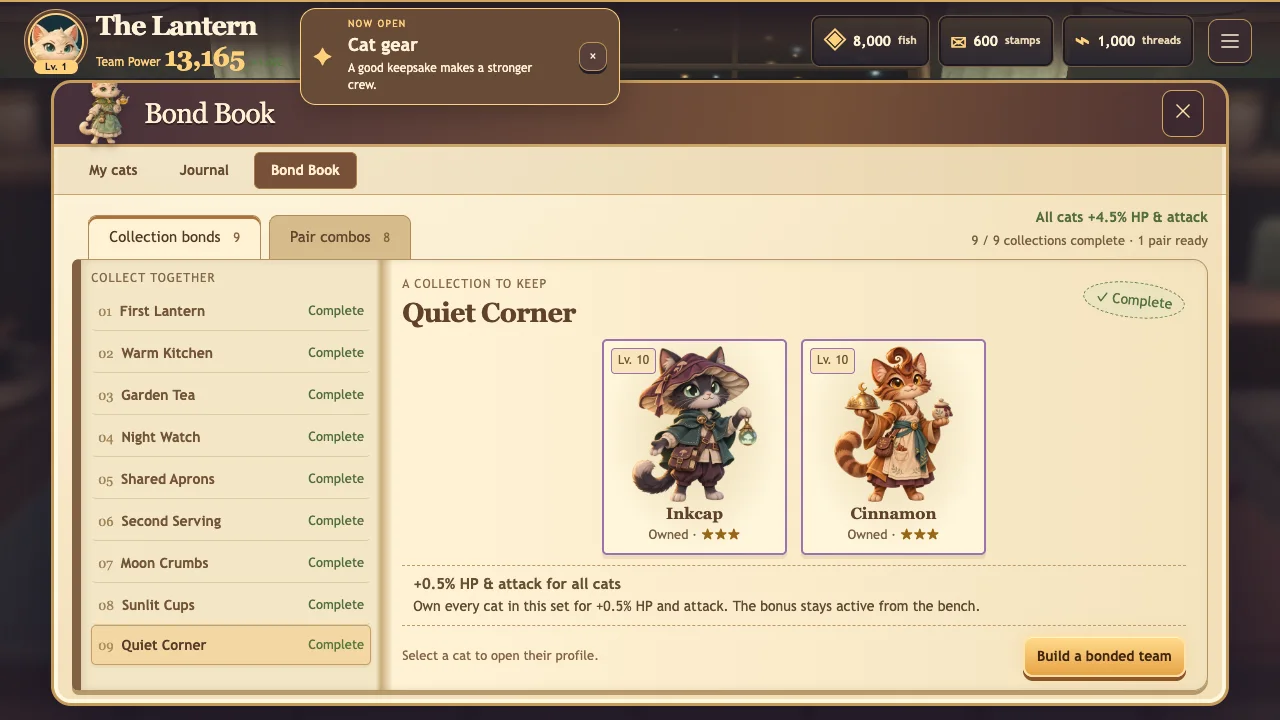 The Lantern
Team Power 13,165
Lv. 1
NOW OPEN
Cat gear
A good keepsake makes a stronger
crew.
×
8,000 fish
600 stamps
1,000 threads
Bond Book
My cats
Journal
Bond Book
Collection bonds 9
Pair combos 8
All cats +4.5% HP & attack
9 / 9 collections complete · 1 pair ready
COLLECT TOGETHER
01 First Lantern Complete
02 Warm Kitchen Complete
03 Garden Tea Complete
04 Night Watch Complete
05 Shared Aprons Complete
06 Second Serving Complete
07 Moon Crumbs Complete
08 Sunlit Cups Complete
09 Quiet Corner Complete
A COLLECTION TO KEEP
Quiet Corner
✓ Complete
Lv. 10
Inkcap
Owned · ★★★
Lv. 10
Cinnamon
Owned · ★★★
+0.5% HP & attack for all cats
Own every cat in this set for +0.5% HP and attack. The bonus stays active from the bench.
Select a cat to open their profile.
Build a bonded team